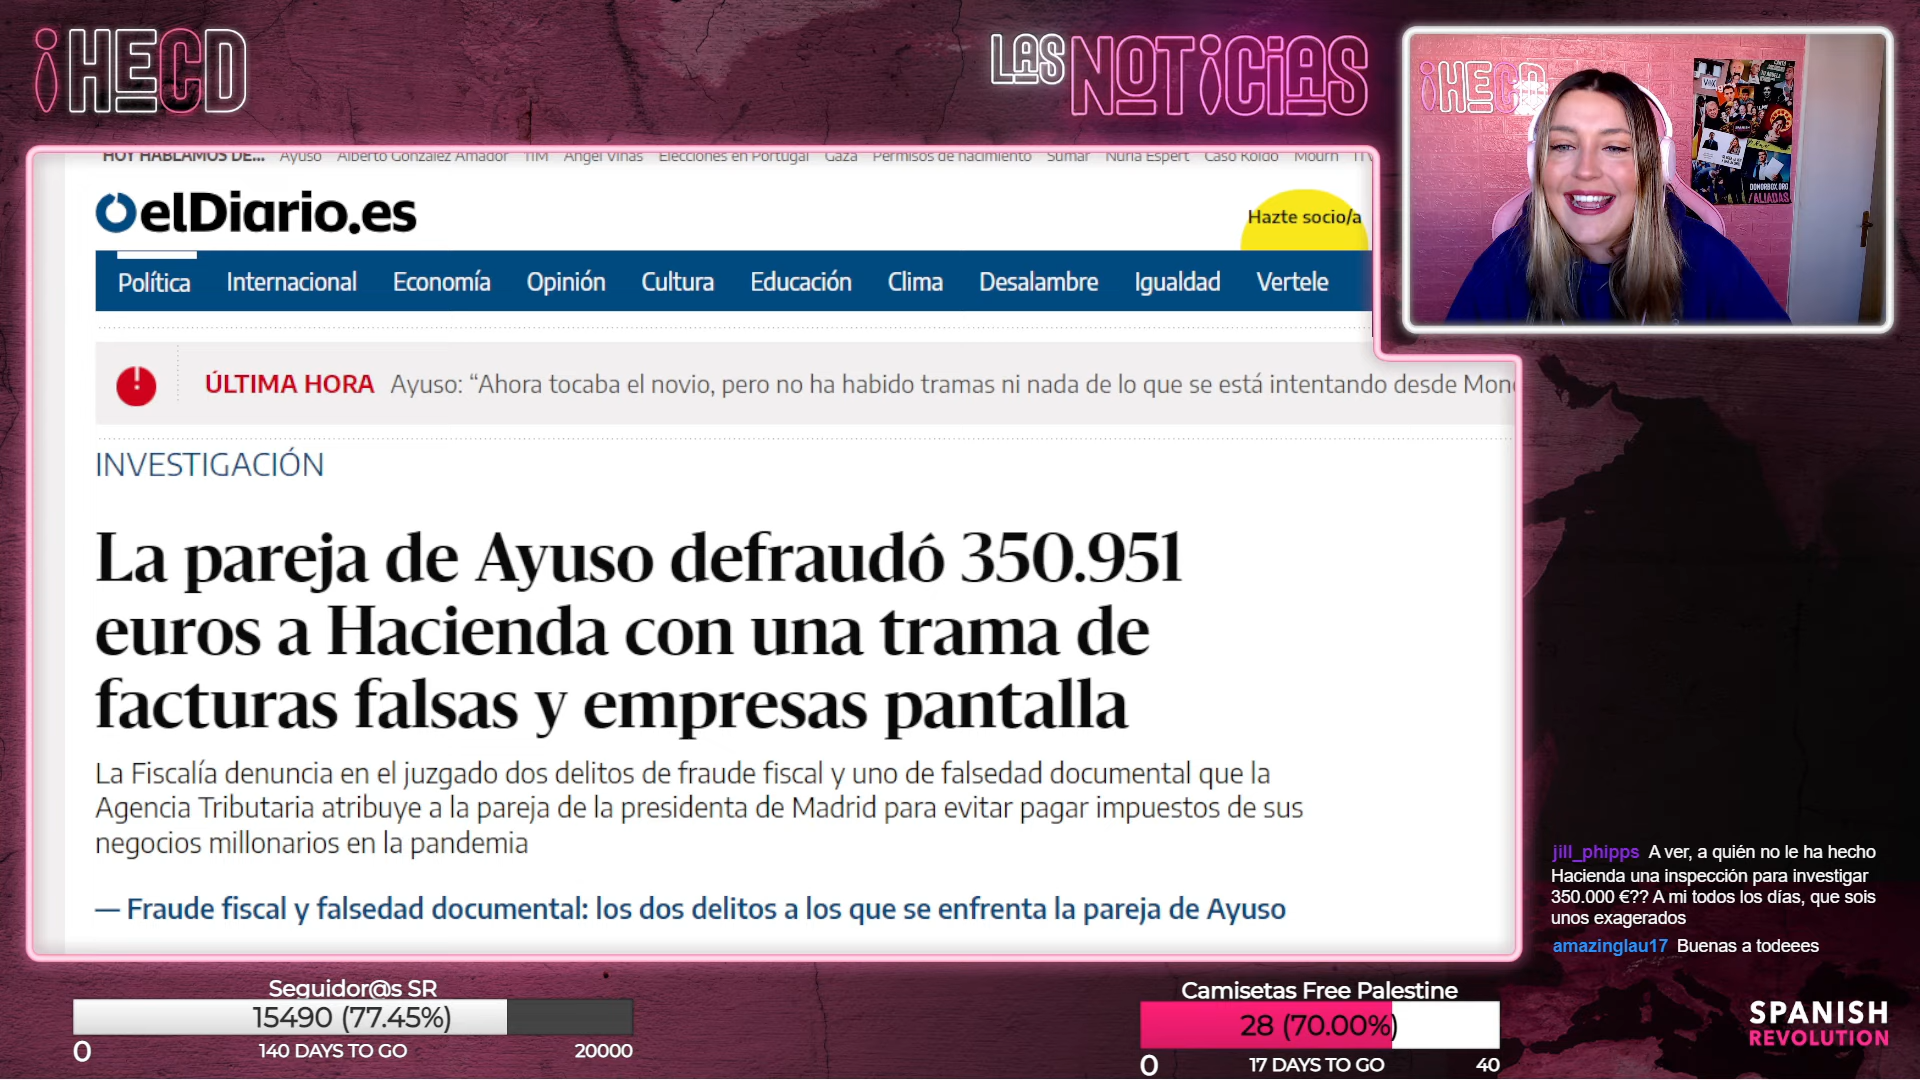 ¡HECD
LAS NOTICIAS
HOY HABLAMOS DE... Ayuso Alberto González Amador TIM Ángel Viñas Elecciones en Portugal Gaza Permisos de nacimiento Sumar Nuria Espert Caso Koldo Mourn
elDiario.es
Hazte socio/a
Política Internacional Economía Opinión Cultura Educación Clima Desalambre Igualdad Vertele
ÚLTIMA HORA Ayuso: “Ahora tocaba el novio, pero no ha habido tramas ni nada de lo que se está intentando desde Monc
INVESTIGACIÓN
La pareja de Ayuso defraudó 350.951
euros a Hacienda con una trama de
facturas falsas y empresas pantalla
La Fiscalía denuncia en el juzgado dos delitos de fraude fiscal y uno de falsedad documental que la
Agencia Tributaria atribuye a la pareja de la presidenta de Madrid para evitar pagar impuestos de sus
negocios millonarios en la pandemia
— Fraude fiscal y falsedad documental: los dos delitos a los que se enfrenta la pareja de Ayuso
¡HECD
DONORBOX.ORG
/ALIADAS
jill_phipps A ver, a quién no le ha hecho
Hacienda una inspección para investigar
350.000 €?? A mi todos los días, que sois
unos exagerados
amazinglau17 Buenas a todeees
Seguidor@s SR
15490 (77.45%)
0 140 DAYS TO GO 20000
Camisetas Free Palestine
28 (70.00%)
0 17 DAYS TO GO 40
SPANISH
REVOLUTION